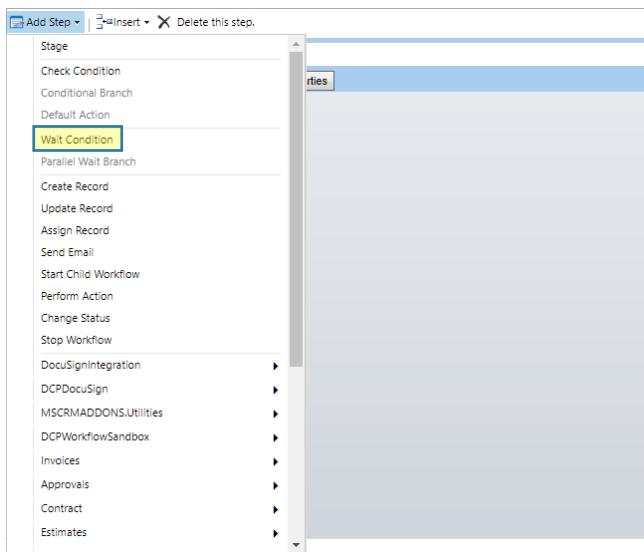 Add Step Insert Delete this step.
Stage
Check Condition
rties
Conditional Branch
Default Action
Wait Condition
Parallel Wait Branch
Create Record
Update Record
Assign Record
Send Email
Start Child Workflow
Perform Action
Change Status
Stop Workflow
DocuSignIntegration
DCPDocuSign
MSCRMADDONS.Utilities
DCPWorkflowSandbox
Invoices
Approvals
Contract
Estimates